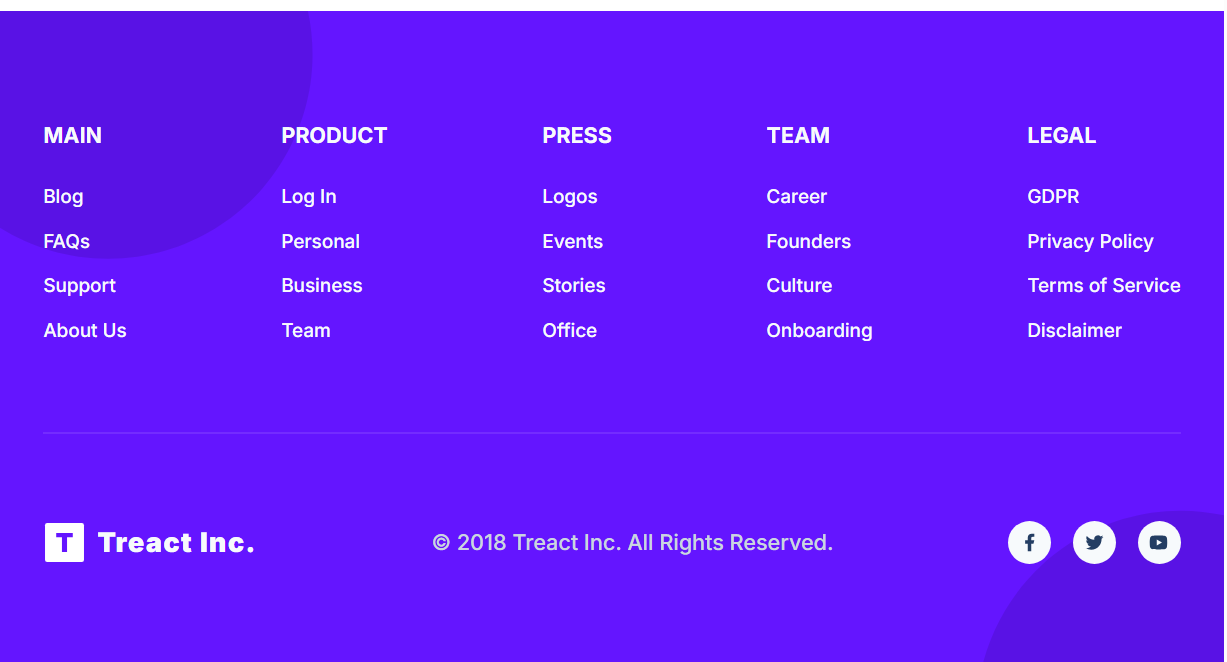 MAIN
Blog
FAQs
Support
About Us
PRODUCT
Log In
Personal
Business
Team
PRESS
Logos
Events
Stories
Office
TEAM
Career
Founders
Culture
Onboarding
LEGAL
GDPR
Privacy Policy
Terms of Service
Disclaimer
T Treact Inc.
© 2018 Treact Inc. All Rights Reserved.